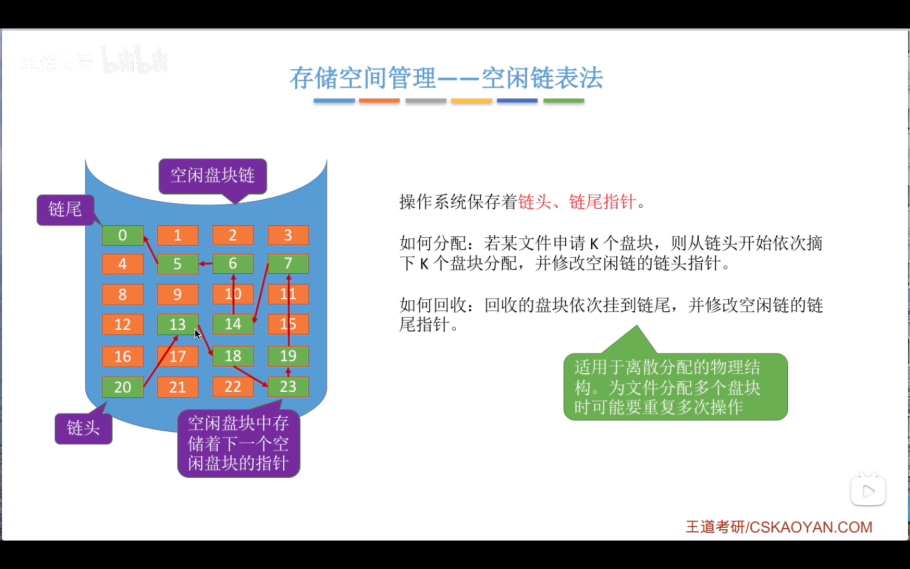 存储空间管理——空闲链表法
空闲盘块链
链尾
0 1 2 3
4 5 6 7
8 9 10 11
12 13 14 15
16 17 18 19
20 21 22 23
链头
空闲盘块中存
储着下一个空
闲盘块的指针
操作系统保存着链头、链尾指针。
如何分配：若某文件申请 K 个盘块，则从链头开始依次摘
下 K 个盘块分配，并修改空闲链的链头指针。
如何回收：回收的盘块依次挂到链尾，并修改空闲链的链
尾指针。
适用于离散分配的物理结
构。为文件分配多个盘块
时可能要重复多次操作
王道考研/CSKAOYAN.COM